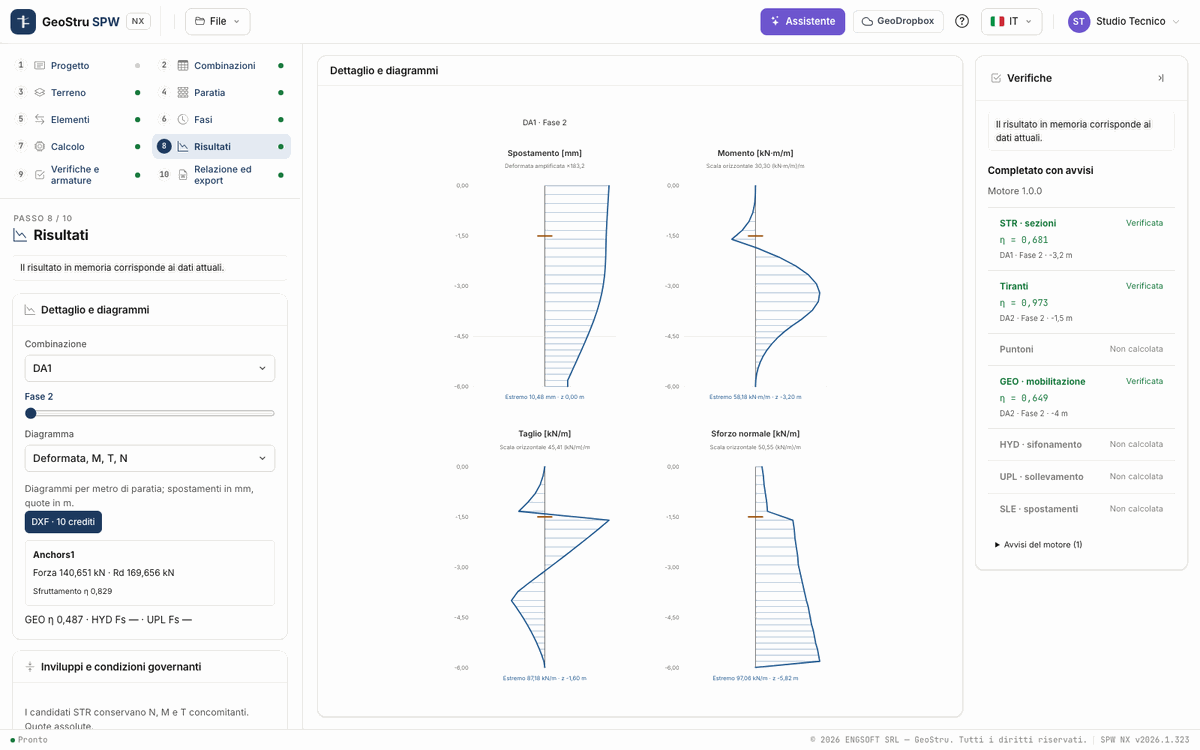 GeoStru SPW NX
File
Assistente
GeoDropbox
IT
ST Studio Tecnico
1 Progetto
2 Combinazioni
3 Terreno
4 Paratia
5 Elementi
6 Fasi
7 Calcolo
8 Risultati
9 Verifiche e armature
10 Relazione ed export
PASSO 8 / 10
Risultati
Il risultato in memoria corrisponde ai dati attuali.
Dettaglio e diagrammi
Combinazione
DA1
Fase 2
Diagramma
Deformata, M, T, N
Diagrammi per metro di paratia; spostamenti in mm,
quote in m.
DXF · 10 crediti
Anchors1
Forza 140,651 kN · Rd 169,656 kN
Sfruttamento η 0,829
GEO η 0,487 · HYD Fs — · UPL Fs —
Inviluppi e condizioni governanti
I candidati STR conservano N, M e T concomitanti.
Quote assolute.
Dettaglio e diagrammi
DA1 · Fase 2
Spostamento [mm]
Deformata amplificata ×183,2
0,00
-1,50
-3,00
-4,50
-6,00
Estremo 10,48 mm · z 0,00 m
Momento [kN·m/m]
Scala orizzontale 30,30 (kN·m/m)/m
0,00
-1,50
-3,00
-4,50
-6,00
Estremo 58,18 kN·m/m · z -3,20 m
Taglio [kN/m]
Scala orizzontale 45,41 (kN/m)/m
0,00
-1,50
-3,00
-4,50
-6,00
Estremo 87,18 kN/m · z -1,60 m
Sforzo normale [kN/m]
Scala orizzontale 50,55 (kN/m)/m
0,00
-1,50
-3,00
-4,50
-6,00
Estremo 97,06 kN/m · z -5,82 m
Verifiche
Il risultato in memoria corrisponde ai
dati attuali.
Completato con avvisi
Motore 1.0.0
STR · sezioni Verificata
η = 0,681
DA1 · Fase 2 · -3,2 m
Tiranti Verificata
η = 0,973
DA2 · Fase 2 · -1,5 m
Puntoni Non calcolata
GEO · mobilitazione Verificata
η = 0,649
DA2 · Fase 2 · -4 m
HYD · sifonamento Non calcolata
UPL · sollevamento Non calcolata
SLE · spostamenti Non calcolata
Avvisi del motore (1)
Pronto
© 2026 ENGSOFT SRL — GeoStru. Tutti i diritti riservati. SPW NX v2026.1.323